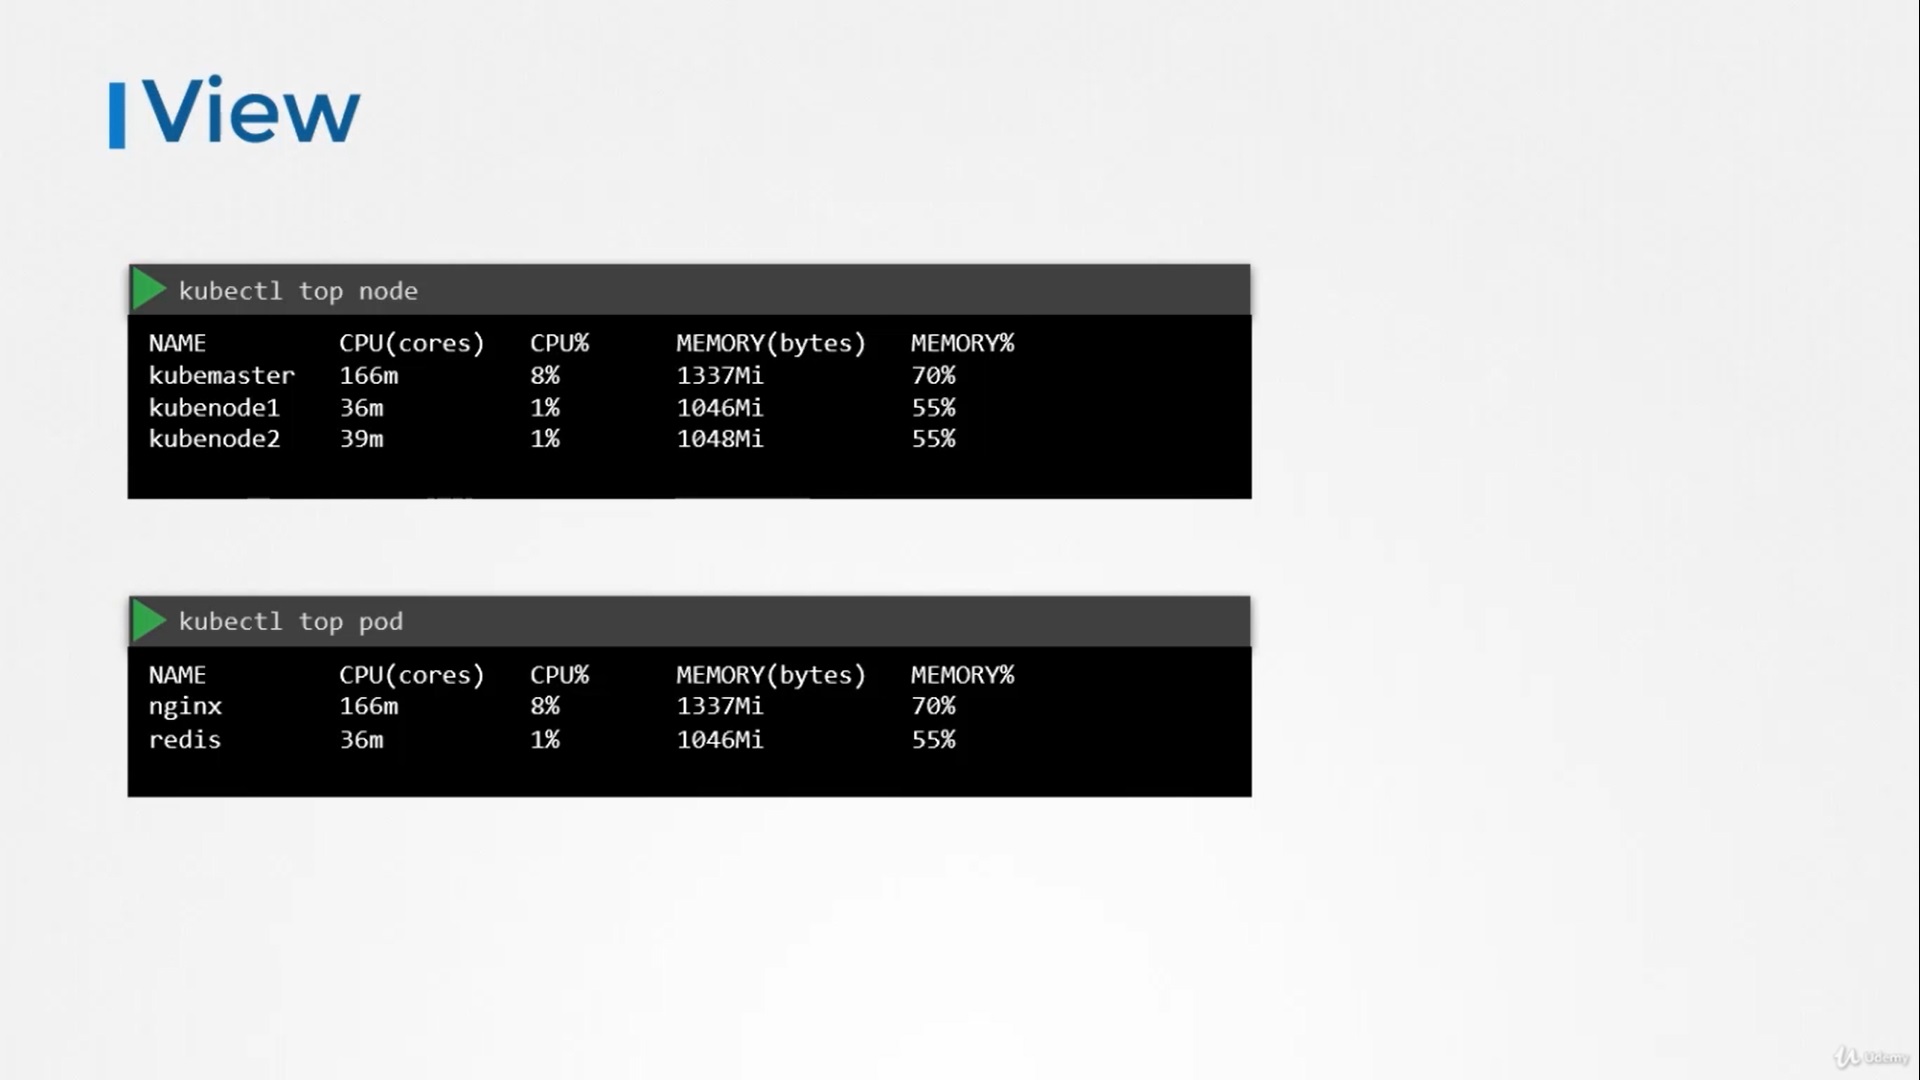 View
kubectl top node
NAME CPU(cores) CPU% MEMORY(bytes) MEMORY%
kubemaster 166m 8% 1337Mi 70%
kubenode1 36m 1% 1046Mi 55%
kubenode2 39m 1% 1048Mi 55%
kubectl top pod
NAME CPU(cores) CPU% MEMORY(bytes) MEMORY%
nginx 166m 8% 1337Mi 70%
redis 36m 1% 1046Mi 55%
Udemy